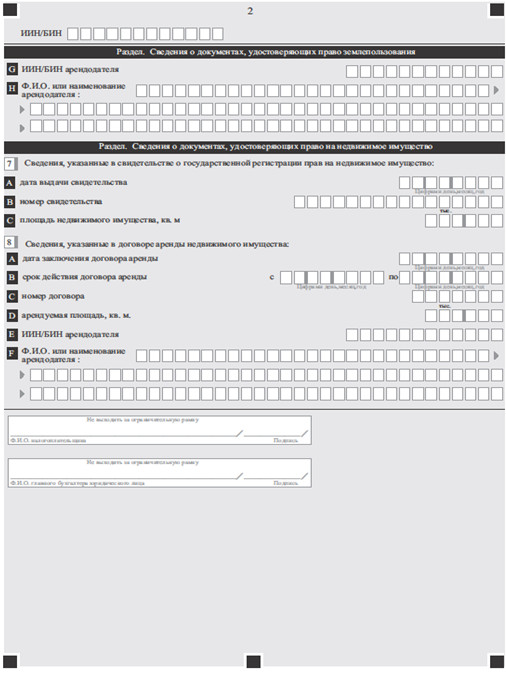 2
ИИН/БИН
Раздел. Сведения о документах, удостоверяющих право землепользования
G ИИН/БИН арендодателя
H Ф.И.О. или наименование
арендодателя :
Раздел. Сведения о документах, удостоверяющих право на недвижимое имущество
7 Сведения, указанные в свидетельстве о государственной регистрации прав на недвижимое имущество:
A дата выдачи свидетельства
Цифрами день,месяц,год
B номер свидетельства
тыс.
C площадь недвижимого имущества, кв. м
8 Сведения, указанные в договоре аренды недвижимого имущества:
A дата заключения договора аренды
Цифрами день,месяц,год
B срок действия договора аренды с по
Цифрами день,месяц,год Цифрами день,месяц,год
C номер договора
тыс.
D арендуемая площадь, кв. м.
E ИИН/БИН арендодателя
F Ф.И.О. или наименование
арендодателя :
Не выходить за ограничительную рамку
Ф.И.О. налогоплательщика Подпись
Не выходить за ограничительную рамку
Ф.И.О. главного бухгалтера юридического лица Подпись